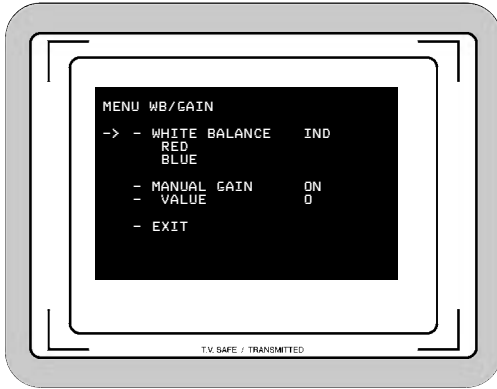 MENU WB/GAIN
-> - WHITE BALANCE IND
RED
BLUE
- MANUAL GAIN ON
- VALUE 0
- EXIT
T.V. SAFE / TRANSMITTED